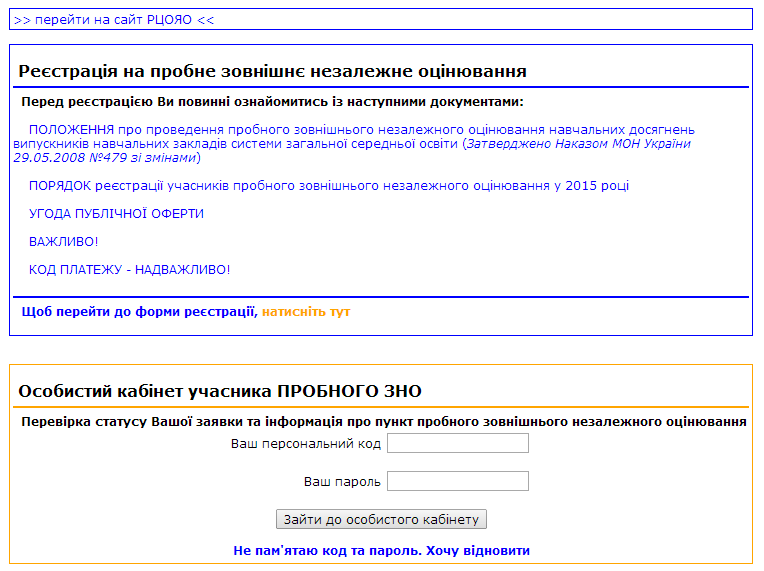 >> перейти на сайт РЦОЯО <<
Реєстрація на пробне зовнішнє незалежне оцінювання
Перед реєстрацією Ви повинні ознайомитись із наступними документами:
ПОЛОЖЕННЯ про проведення пробного зовнішнього незалежного оцінювання навчальних досягнень
випускників навчальних закладів системи загальної середньої освіти (Затверджено Наказом МОН України
29.05.2008 №479 зі змінами)
ПОРЯДОК реєстрації учасників пробного зовнішнього незалежного оцінювання у 2015 році
УГОДА ПУБЛІЧНОЇ ОФЕРТИ
ВАЖЛИВО!
КОД ПЛАТЕЖУ - НАДВАЖЛИВО!
Щоб перейти до форми реєстрації, натисніть тут
Особистий кабінет учасника ПРОБНОГО ЗНО
Перевірка статусу Вашої заявки та інформація про пункт пробного зовнішнього незалежного оцінювання
Ваш персональний код
Ваш пароль
Зайти до особистого кабінету
Не пам'ятаю код та пароль. Хочу відновити